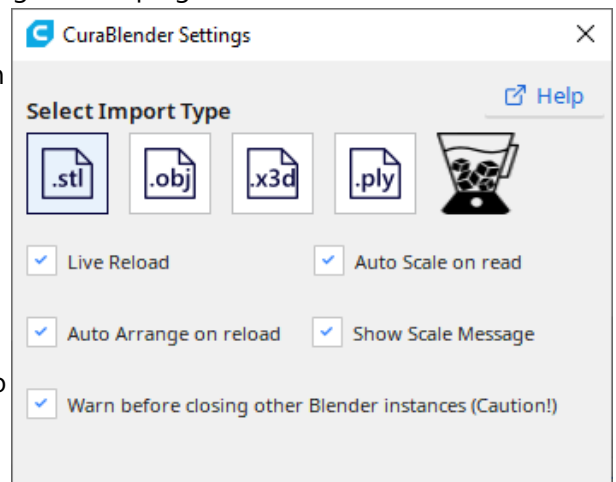 CuraBlender Settings
Help
Select Import Type
.stl .obj .x3d .ply
Live Reload Auto Scale on read
Auto Arrange on reload Show Scale Message
Warn before closing other Blender instances (Caution!)